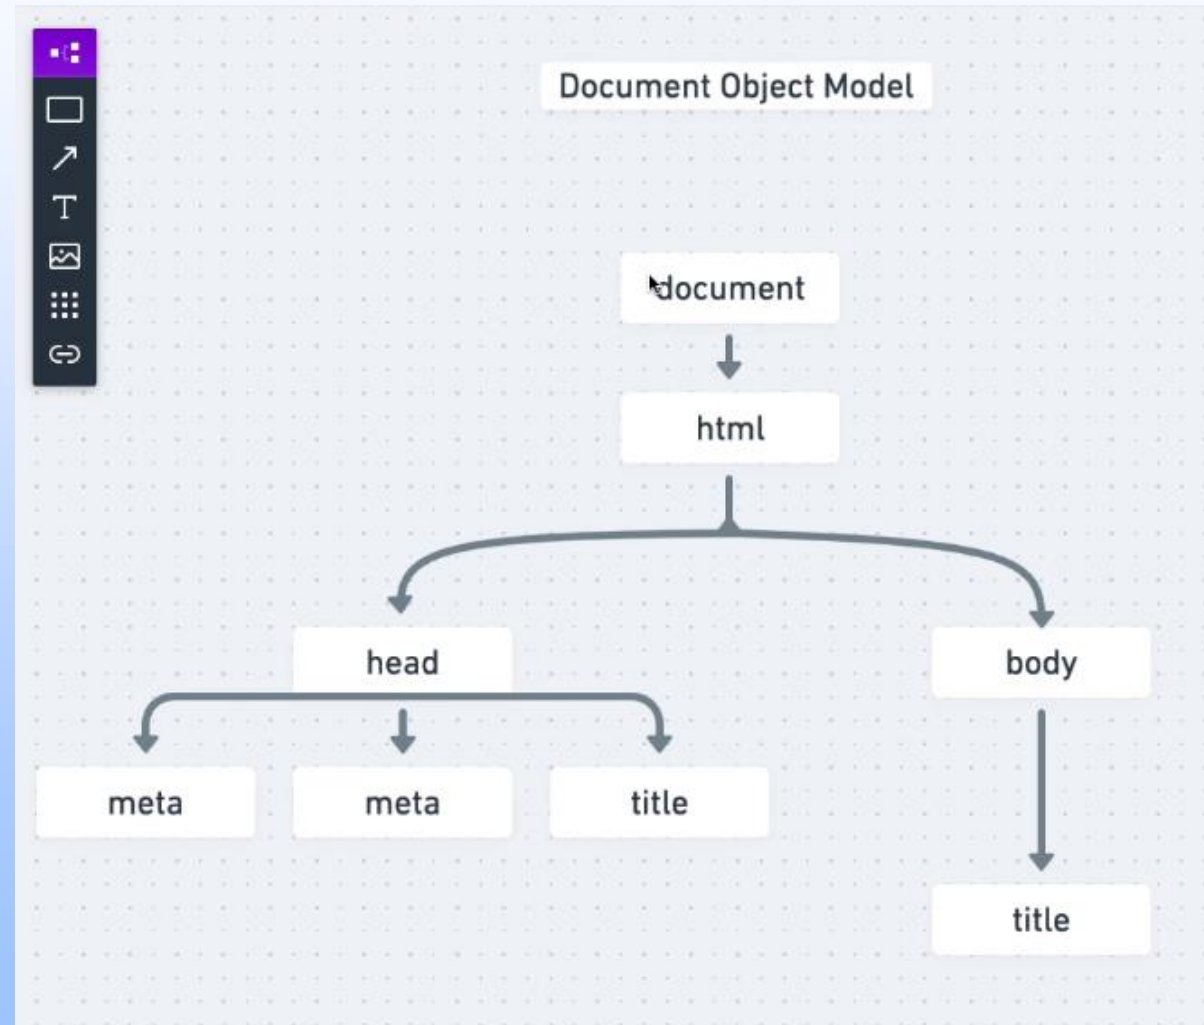 Document Object Model
document
html
head
body
meta
meta
title
title